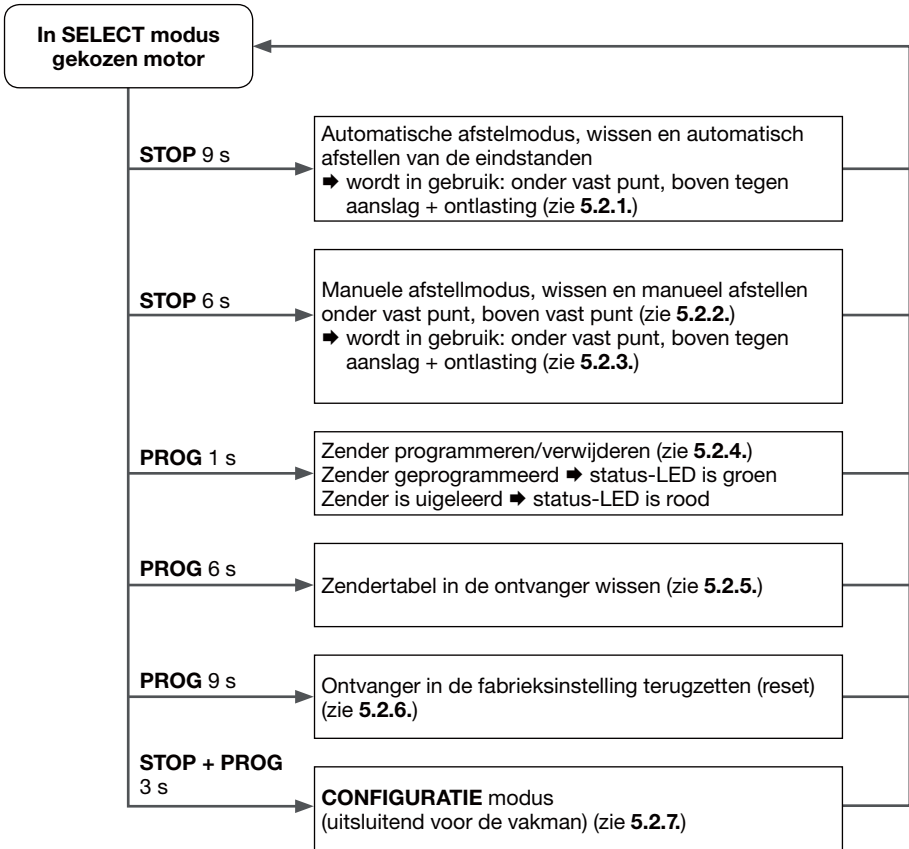 In SELECT modus
gekozen motor
STOP 9 s
Automatische afstelmodus, wissen en automatisch
afstellen van de eindstanden
➡ wordt in gebruik: onder vast punt, boven tegen
aanslag + ontlasting (zie 5.2.1.)
STOP 6 s
Manuele afstellmodus, wissen en manueel afstellen
onder vast punt, boven vast punt (zie 5.2.2.)
➡ wordt in gebruik: onder vast punt, boven tegen
aanslag + ontlasting (zie 5.2.3.)
PROG 1 s
Zender programmeren/verwijderen (zie 5.2.4.)
Zender geprogrammeerd ➡ status-LED is groen
Zender is uigeleerd ➡ status-LED is rood
PROG 6 s
Zendertabel in de ontvanger wissen (zie 5.2.5.)
PROG 9 s
Ontvanger in de fabrieksinstelling terugzetten (reset)
(zie 5.2.6.)
STOP + PROG
3 s
CONFIGURATIE modus
(uitsluitend voor de vakman) (zie 5.2.7.)